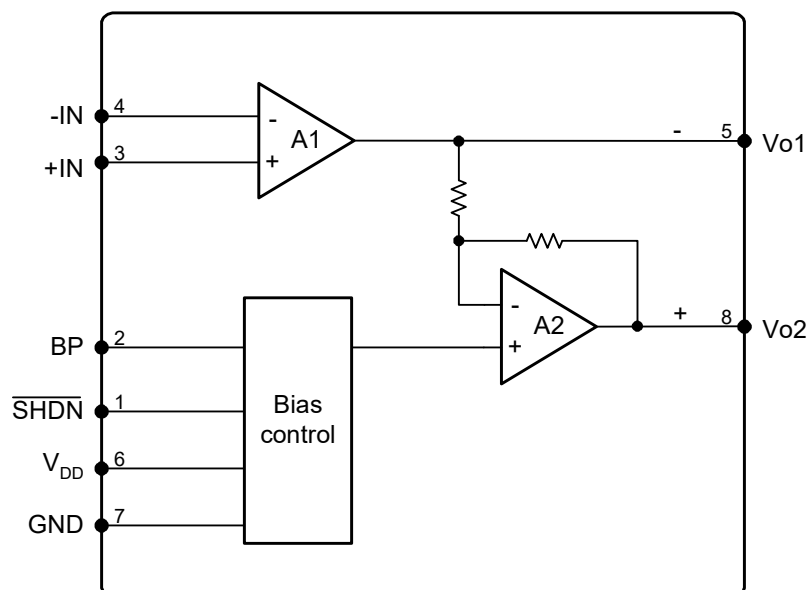 -IN 4
+IN 3
- A1 +
- 5 Vo1
BP 2
SHDN 1
VDD 6
GND 7
Bias
control
- A2 +
+ 8 Vo2